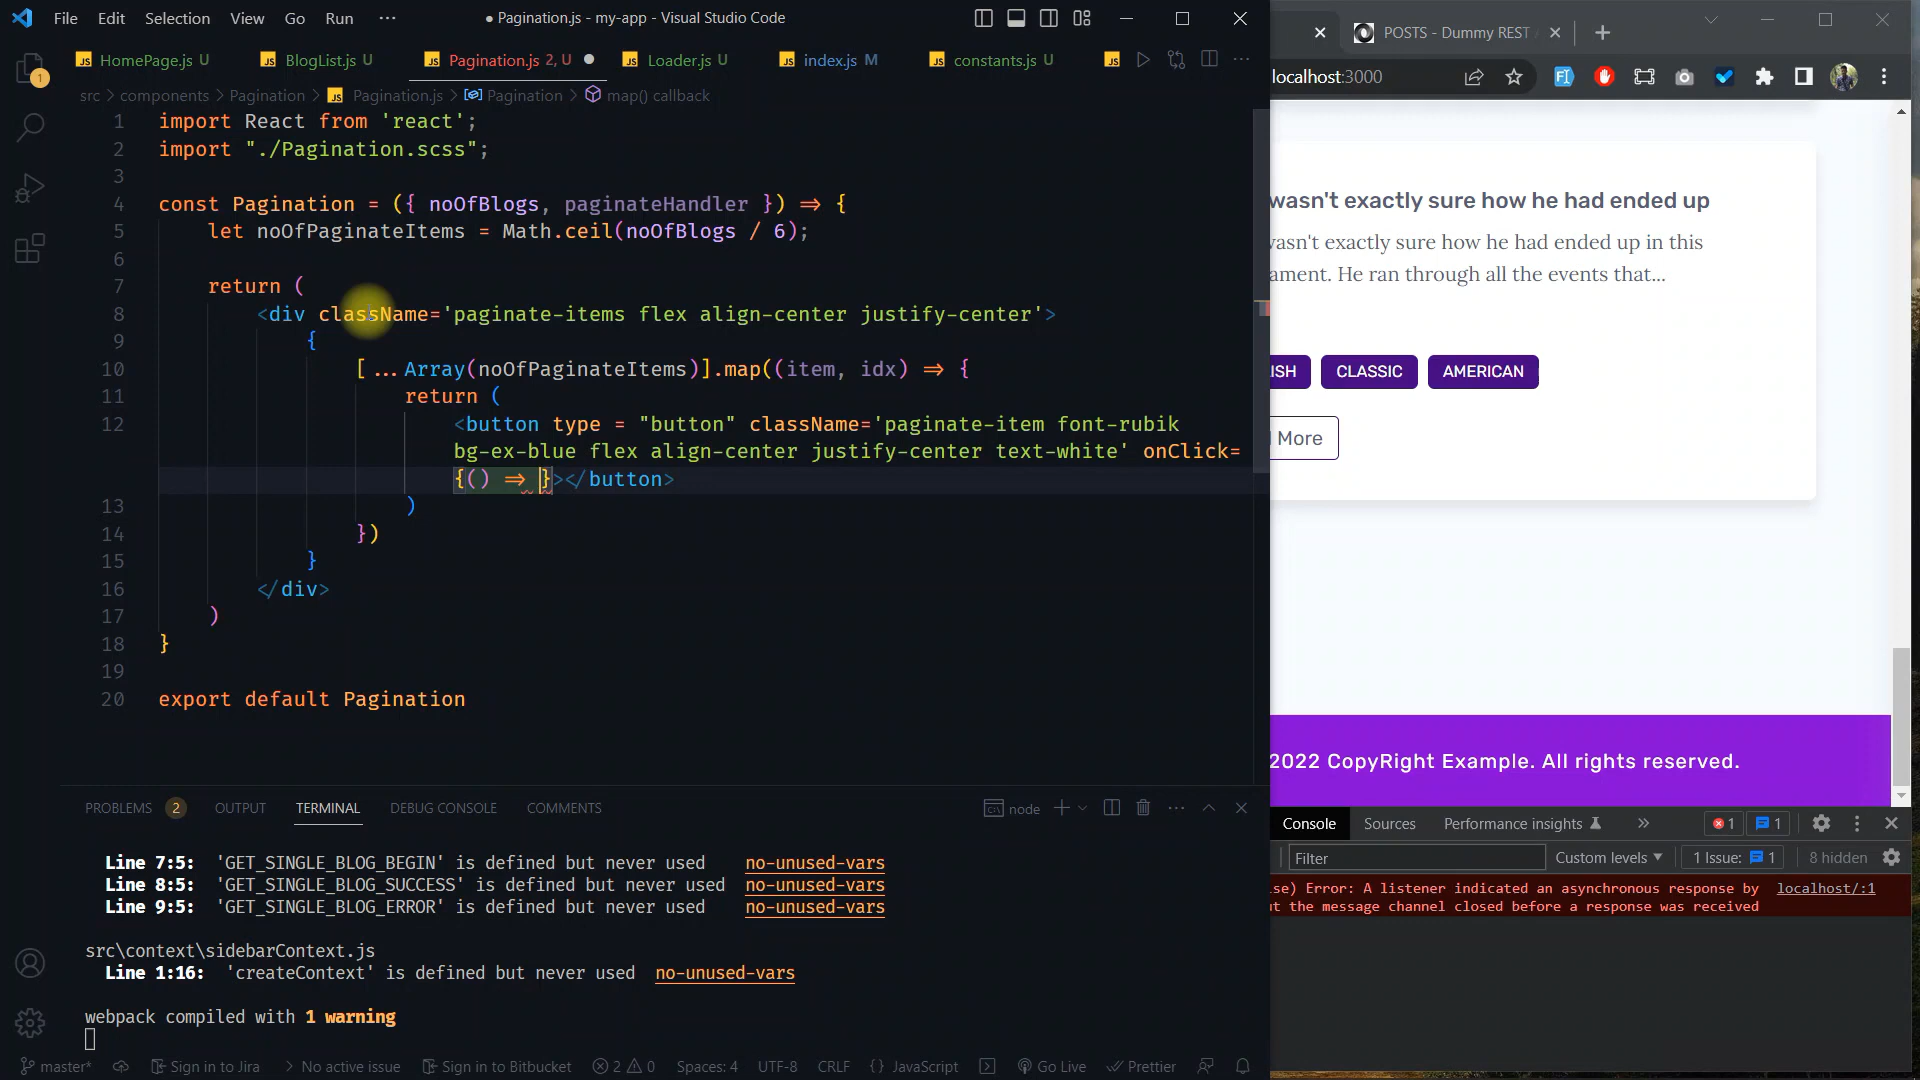 File Edit Selection View Go Run ··· ● Pagination.js - my-app - Visual Studio Code
JS HomePage.js U JS BlogList.js U JS Pagination.js 2, U ● JS Loader.js U JS index.js M JS constants.js U JS
src > components > Pagination > JS Pagination.js > Pagination > map() callback
1 import React from 'react';
2 import "./Pagination.scss";
3
4 const Pagination = ({ noOfBlogs, paginateHandler }) => {
5 let noOfPaginateItems = Math.ceil(noOfBlogs / 6);
6
7 return (
8 <div className='paginate-items flex align-center justify-center'>
9 {
10 [...Array(noOfPaginateItems)].map((item, idx) => {
11 return (
12 <button type = "button" className='paginate-item font-rubik
bg-ex-blue flex align-center justify-center text-white' onClick=
{() => }></button>
13 )
14 })
15 }
16 </div>
17 )
18 }
19
20 export default Pagination
PROBLEMS 2 OUTPUT TERMINAL DEBUG CONSOLE COMMENTS node
Line 7:5: 'GET_SINGLE_BLOG_BEGIN' is defined but never used no-unused-vars
Line 8:5: 'GET_SINGLE_BLOG_SUCCESS' is defined but never used no-unused-vars
Line 9:5: 'GET_SINGLE_BLOG_ERROR' is defined but never used no-unused-vars
src\context\sidebarContext.js
Line 1:16: 'createContext' is defined but never used no-unused-vars
webpack compiled with 1 warning
master* Sign in to Jira No active issue Sign in to Bitbucket 2 0 Spaces: 4 UTF-8 CRLF {} JavaScript Go Live Prettier
POSTS - Dummy REST
localhost:3000
wasn't exactly sure how he had ended up
wasn't exactly sure how he had ended up in this
ament. He ran through all the events that...
ISH CLASSIC AMERICAN
More
2022 CopyRight Example. All rights reserved.
Console Sources Performance insights 1 1
Filter Custom levels 1 Issue: 1 8 hidden
se) Error: A listener indicated an asynchronous response by localhost/:1
ut the message channel closed before a response was received